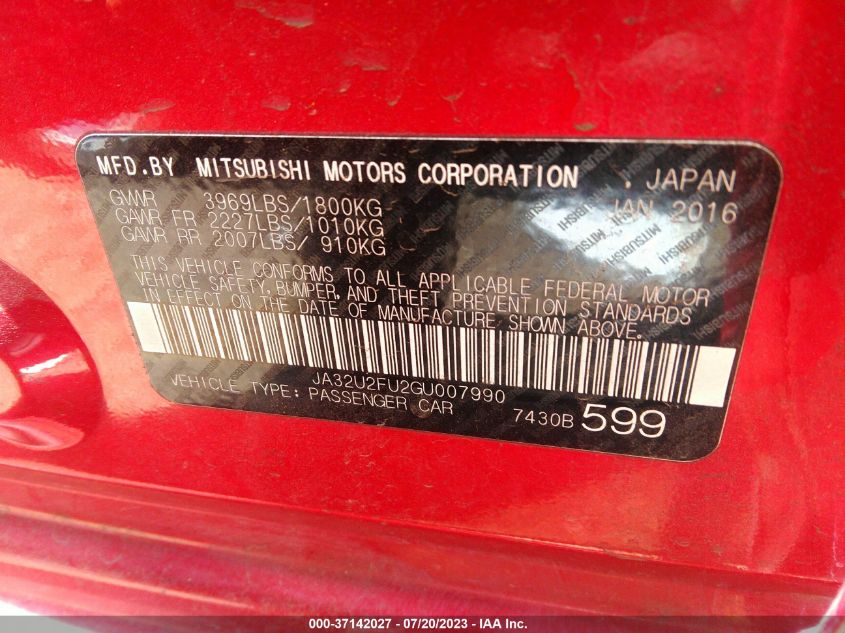 MFD.BY MITSUBISHI MOTORS CORPORATION . JAPAN
GVWR 3969LBS/1800KG JAN 2016
GAWR FR 2227LBS/1010KG
GAWR RR 2007LBS/ 910KG
THIS VEHICLE CONFORMS TO ALL APPLICABLE FEDERAL MOTOR
VEHICLE SAFETY, BUMPER, AND THEFT PREVENTION STANDARDS
IN EFFECT ON THE DATE OF MANUFACTURE SHOWN ABOVE.
JA32U2FU2GU007990
VEHICLE TYPE: PASSENGER CAR 7430B 599
000-37142027 - 07/20/2023 - IAA Inc.